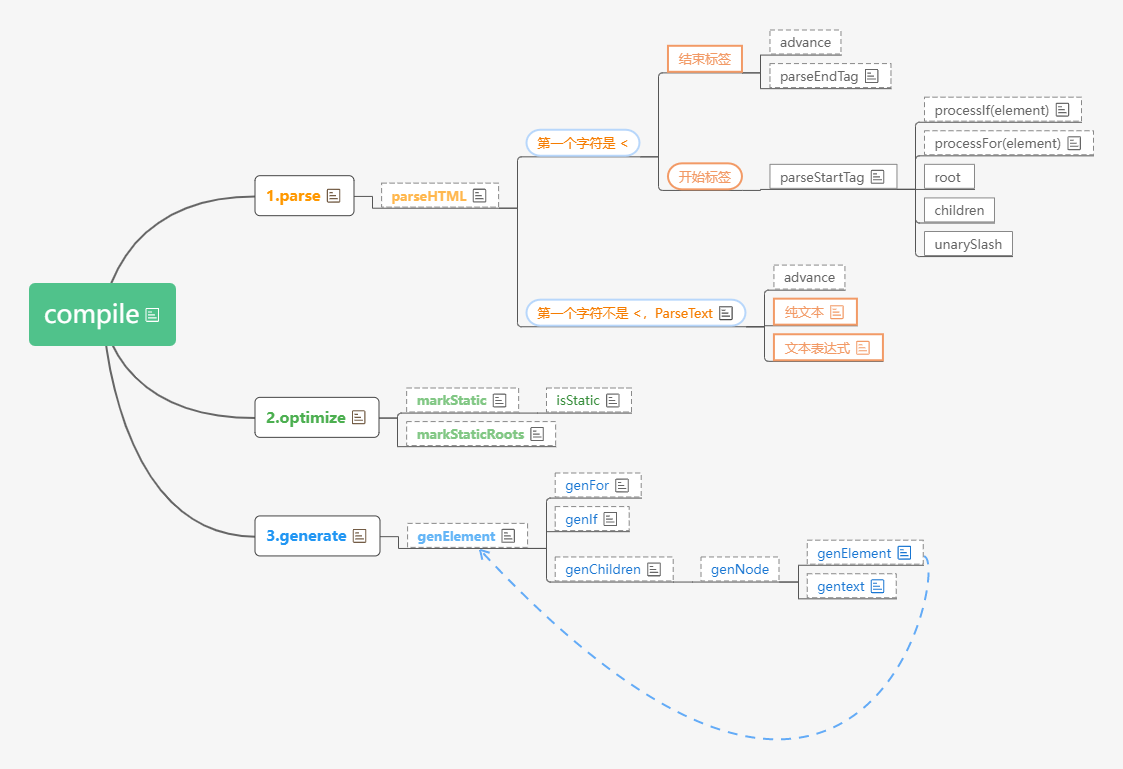 compile
1.parse
parseHTML
第一个字符是 <
结束标签
advance
parseEndTag
开始标签
parseStartTag
processIf(element)
processFor(element)
root
children
unarySlash
第一个字符不是 <，ParseText
advance
纯文本
文本表达式
2.optimize
markStatic
isStatic
markStaticRoots
3.generate
genElement
genFor
genIf
genChildren
genNode
genElement
gentext